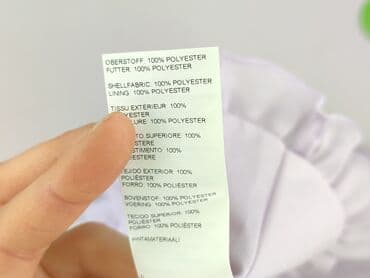 OBERSTOFF: 100% POLYESTER
FUTTER: 100% POLYESTER
SHELLFABRIC: 100% POLYESTER
LINING: 100% POLYESTER
TISSU EXTERIEUR: 100%
YESTER
LURE: 100% POLYESTER
TO SUPERIORE: 100%
ESTERE
STIMENTO: 100%
ESTERE
EJIDO EXTERIOR: 100%
POLIÉSTER
FORRO: 100% POLIÉSTER
BOVENSTOF: 100% POLYESTER
VOERING: 100% POLYESTER
TECIDO SUPERIOR: 100%
POLIÉSTER
FORRO: 100% POLIÉSTER
PINTAMATERIAALI: